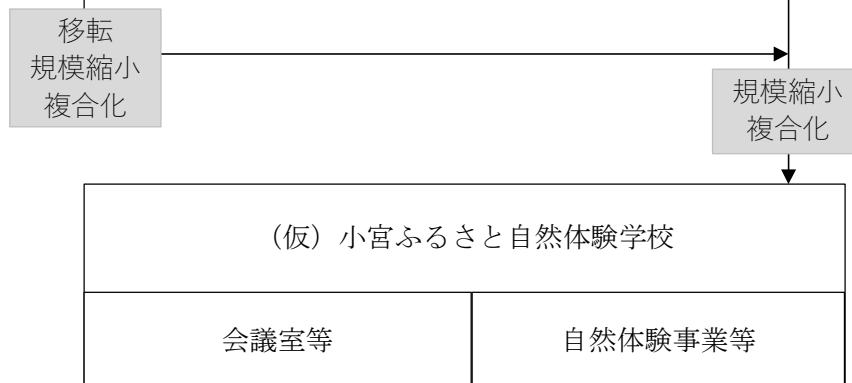 移転
規模縮小
複合化
規模縮小
複合化
（仮）小宮ふるさと自然体験学校
会議室等
自然体験事業等